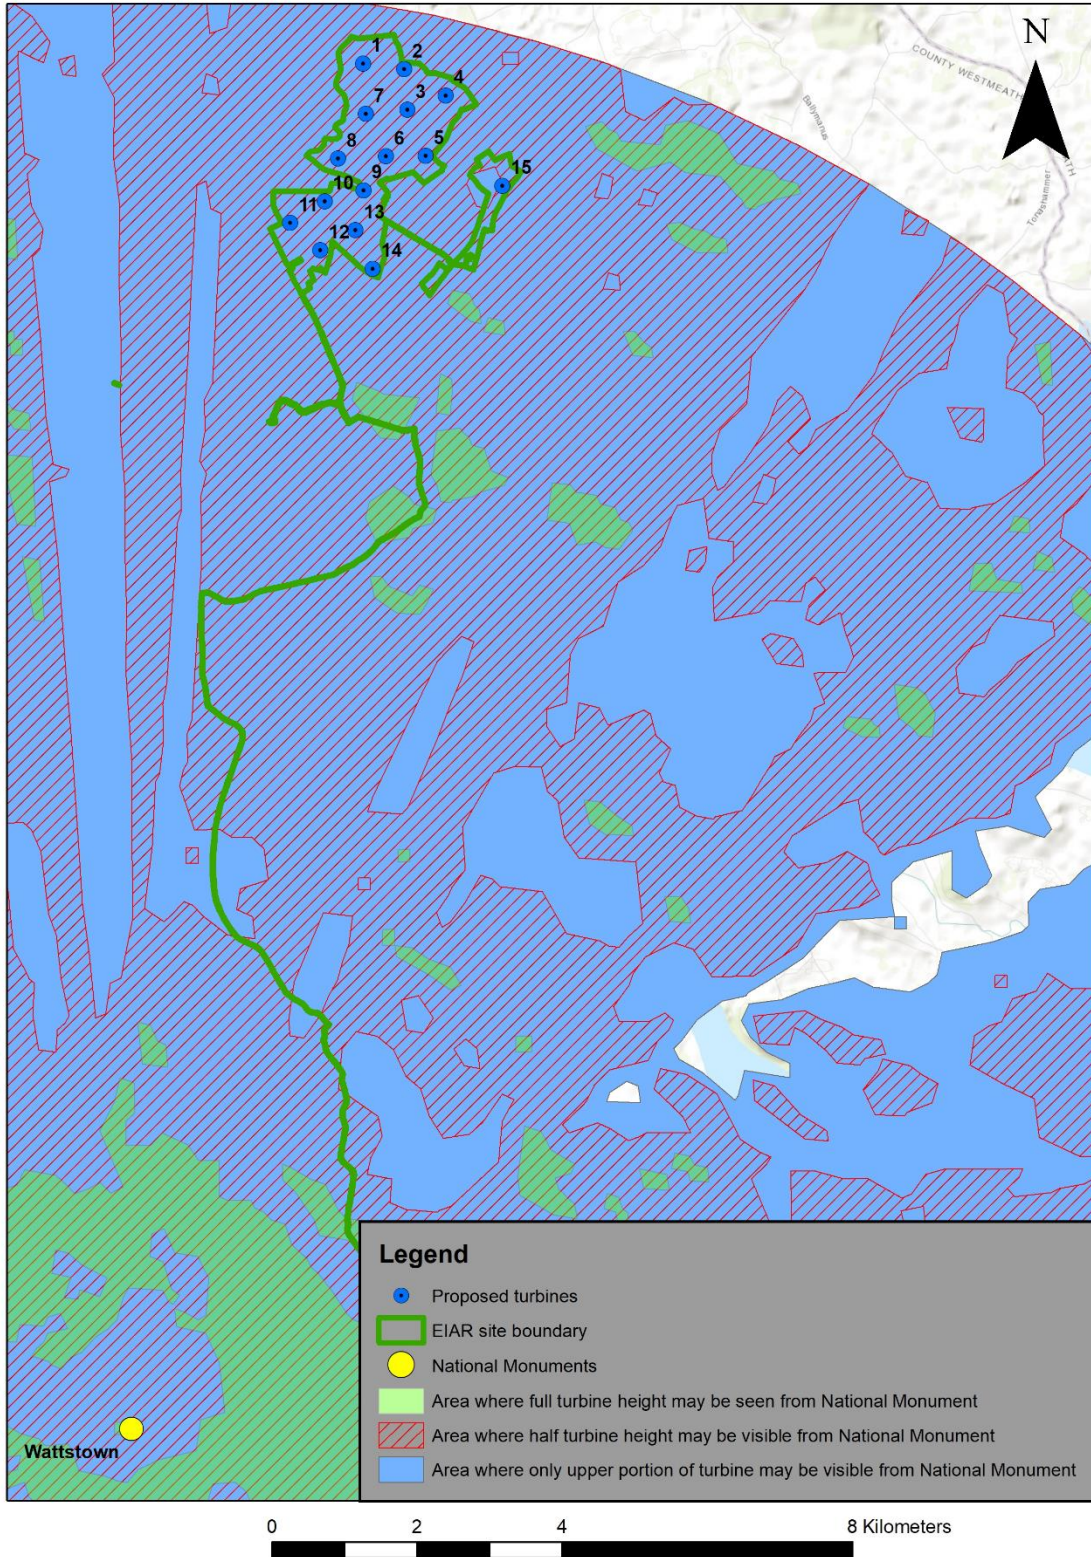 N
COUNTY WESTMEATH
MEATH
Ballymanus
Tonashammer
1
2
3
4
7
8
6
5
9
15
10
11
13
12
14
Legend
Proposed turbines
EIAR site boundary
National Monuments
Area where full turbine height may be seen from National Monument
Area where half turbine height may be visible from National Monument
Area where only upper portion of turbine may be visible from National Monument
Wattstown
0 2 4 8 Kilometers